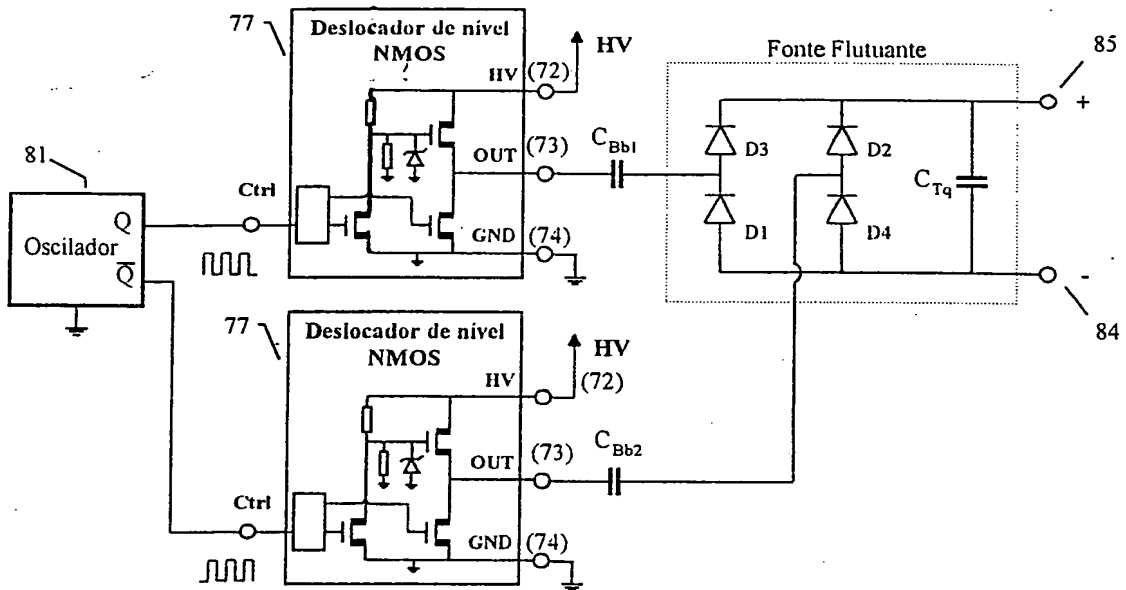 77
Deslocador de nível
NMOS
HV
HV
(72)
OUT
(73)
GND
(74)
C_Bb1
Fonte Flutuante
85
+
D3
D2
C_Tq
D1
D4
-
84
81
Oscilador
Q
Q̅
Ctrl
77
Deslocador de nível
NMOS
HV
HV
(72)
OUT
(73)
C_Bb2
Ctrl
GND
(74)